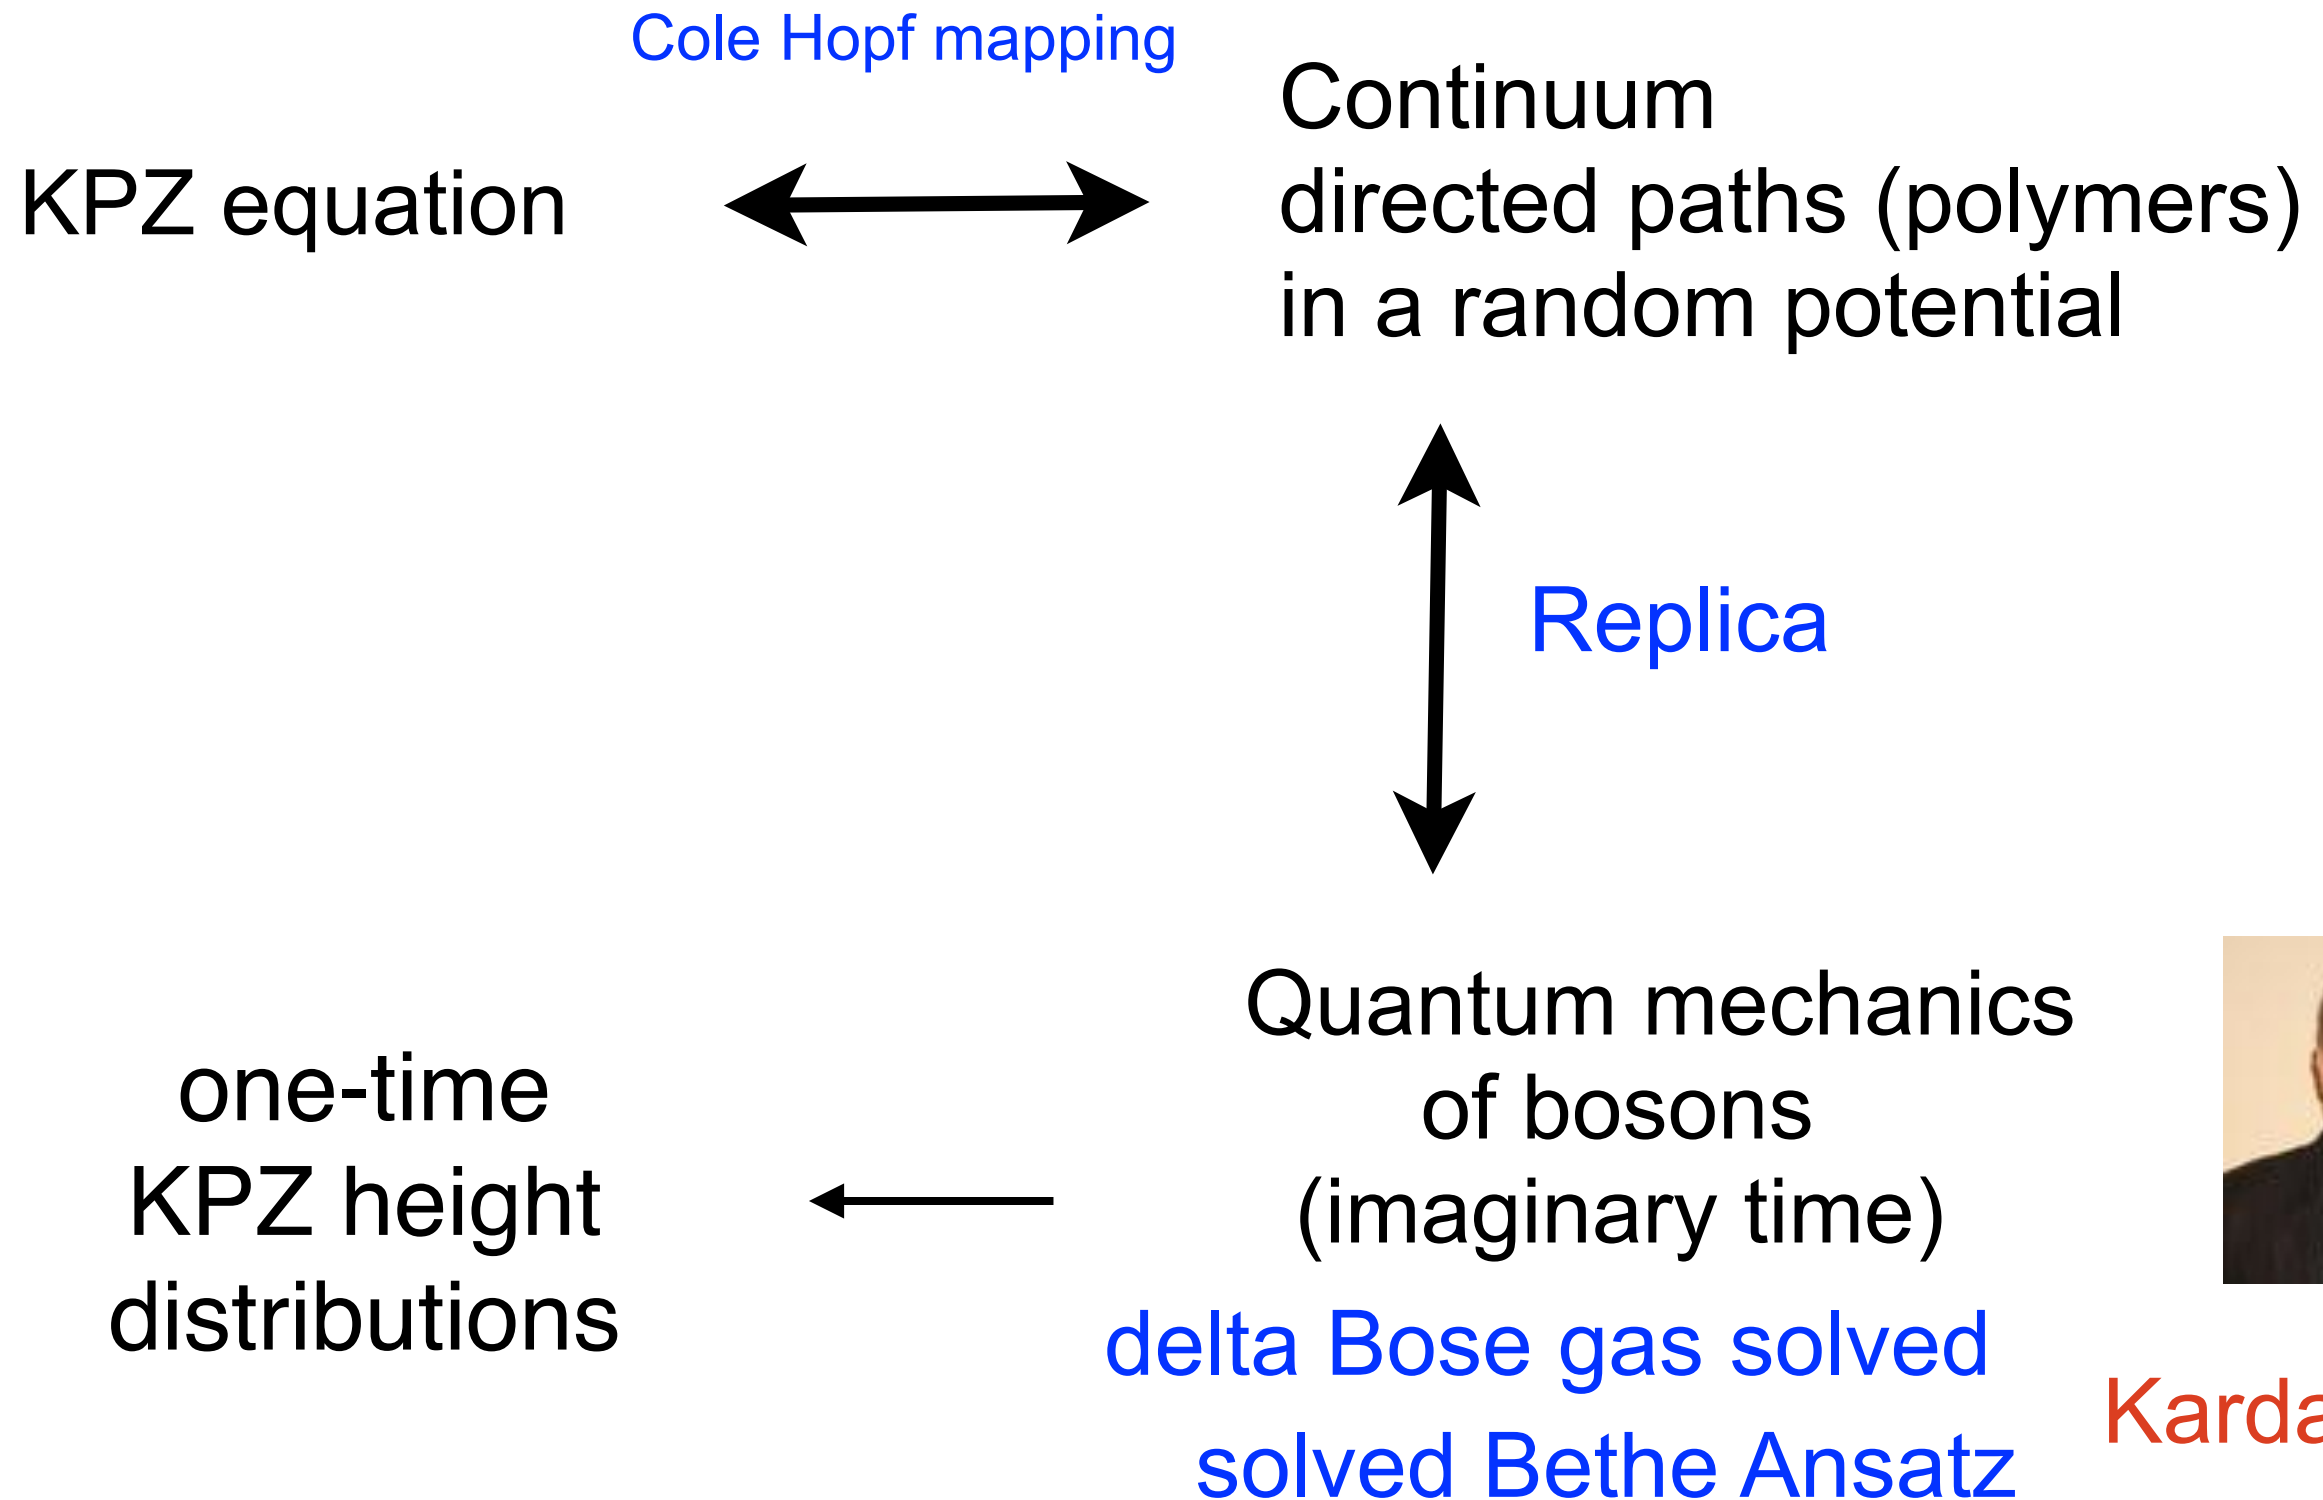 Cole Hopf mapping
KPZ equation
Continuum
directed paths (polymers)
in a random potential
Replica
Quantum mechanics
of bosons
(imaginary time)
one-time
KPZ height
distributions
delta Bose gas solved
solved Bethe Ansatz